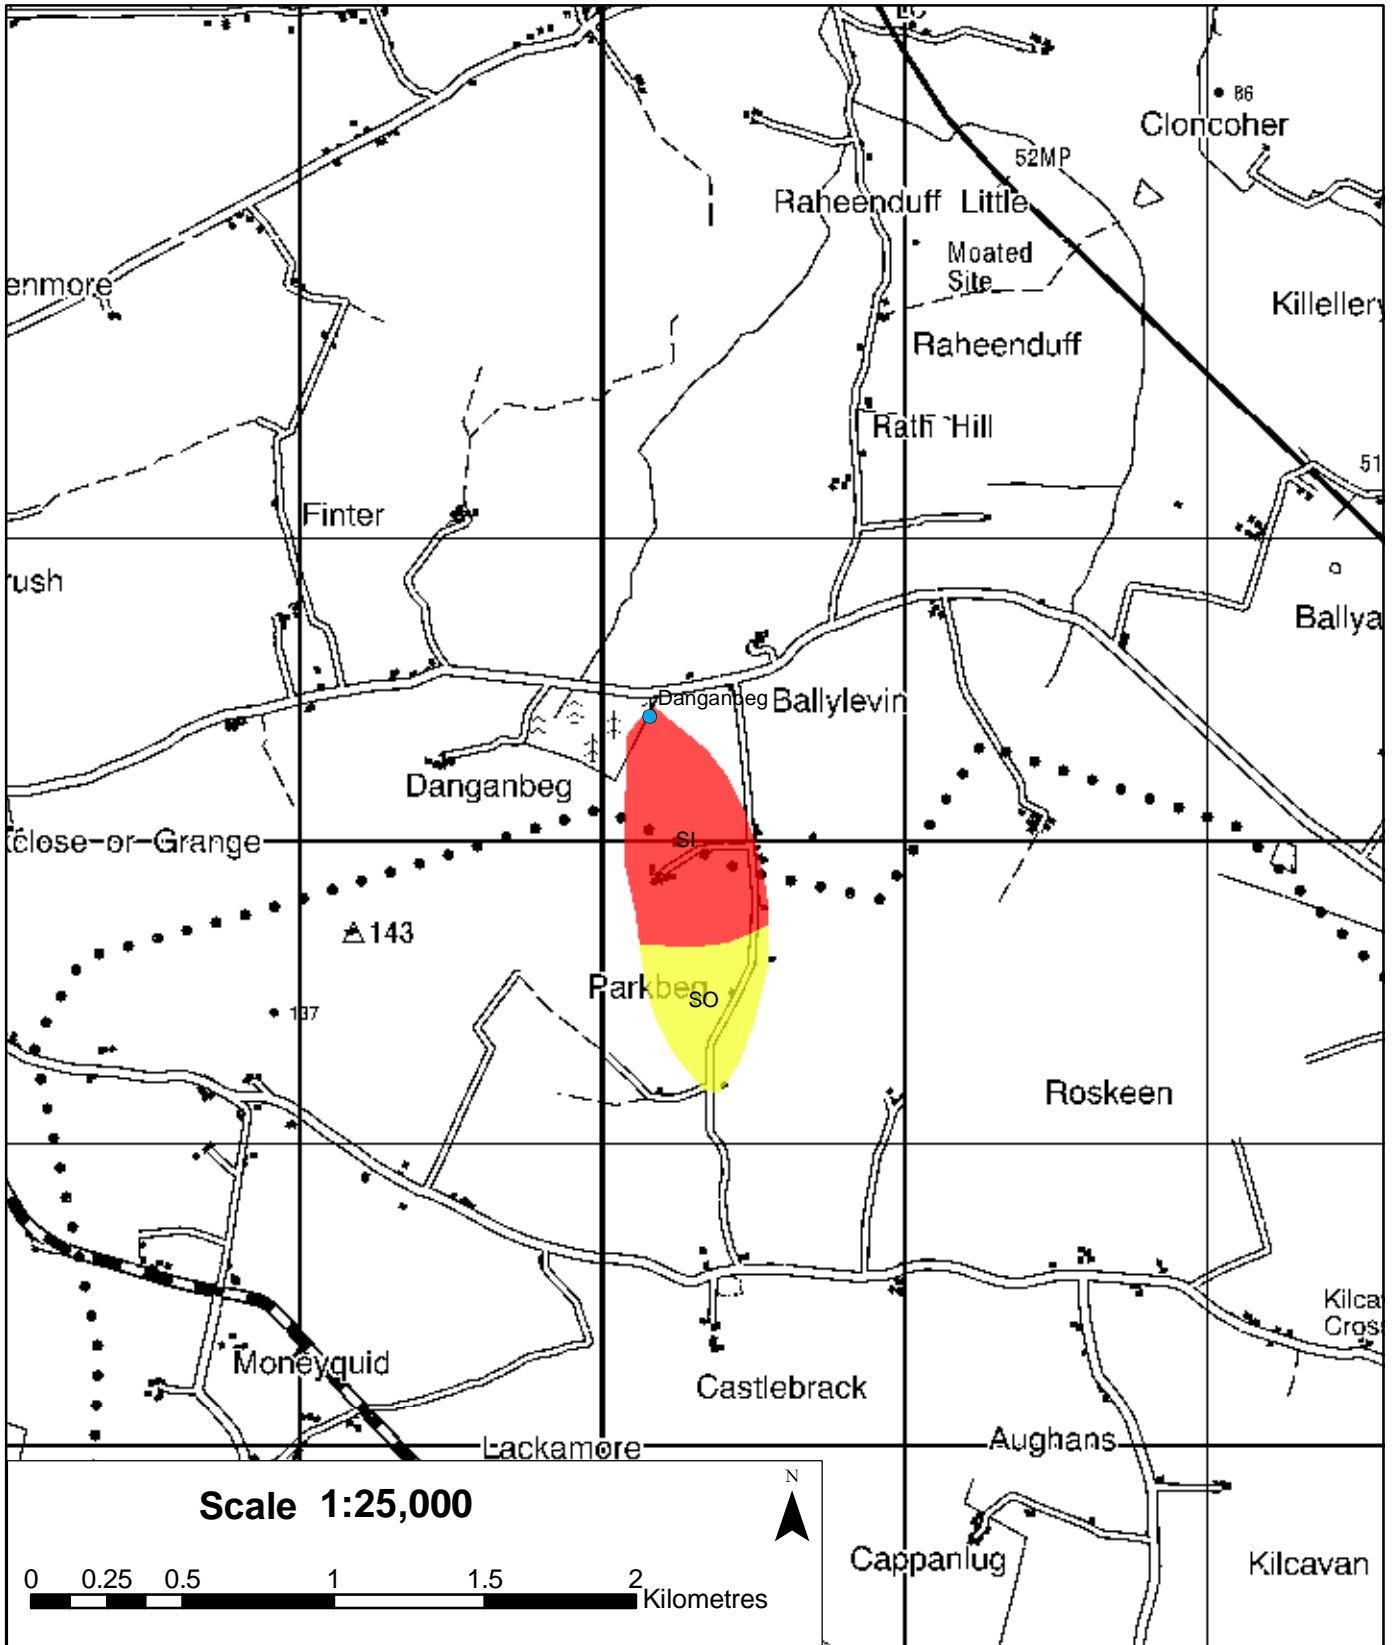 LC
86
Cloncoher
52MP
Raheenduff Little
Moated
Site
enmore
Killellery
Raheenduff
Rath Hill
51
Finter
rush
Ballya
Danganbeg
Ballylevin
Danganbeg
close or Grange
SI
143
Parkbeg
SO
137
Roskeen
Kilca
Cros
Moneyquid
Castlebrack
Lackamore
Aughans
Scale 1:25,000
N
Cappanlug
Kilcavan
0 0.25 0.5 1 1.5 2
Kilometres